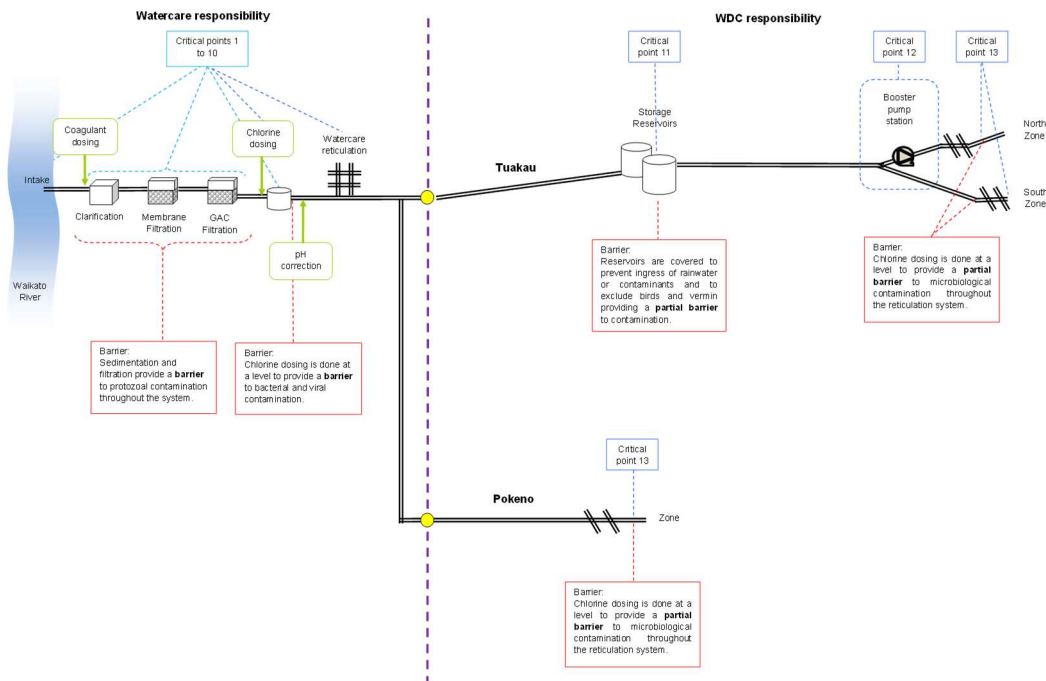 Watercare responsibility
WDC responsibility
Critical points 1
to 10
Critical
point 11
Critical
point 12
Critical
point 13
Coagulant
dosing
Chlorine
dosing
Watercare
reticulation
Storage
Reservoirs
Booster
pump
station
North
Zone
Intake
Tuakau
Clarification
Membrane
Filtration
GAC
Filtration
South
Zone
pH
correction
Waikato
River
Barrier:
Reservoirs are covered to
prevent ingress of rainwater
or contaminants and to
exclude birds and vermin
providing a partial barrier
to contamination.
Barrier:
Chlorine dosing is done at a
level to provide a partial
barrier to microbiological
contamination throughout
the reticulation system.
Barrier:
Sedimentation and
filtration provide a barrier
to protozoal contamination
throughout the system.
Barrier:
Chlorine dosing is done at
a level to provide a barrier
to bacterial and viral
contamination.
Critical
point 13
Pokeno
Zone
Barrier:
Chlorine dosing is done at a
level to provide a partial
barrier to microbiological
contamination throughout
the reticulation system.